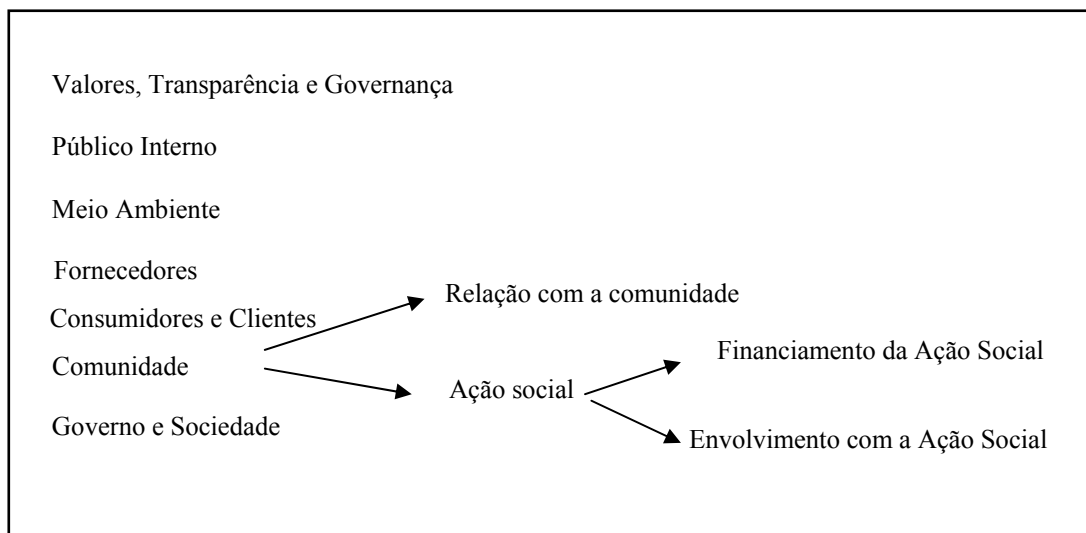 Valores, Transparência e Governança
Público Interno
Meio Ambiente
Fornecedores
Relação com a comunidade
Consumidores e Clientes
Financiamento da Ação Social
Comunidade
Ação social
Governo e Sociedade
Envolvimento com a Ação Social